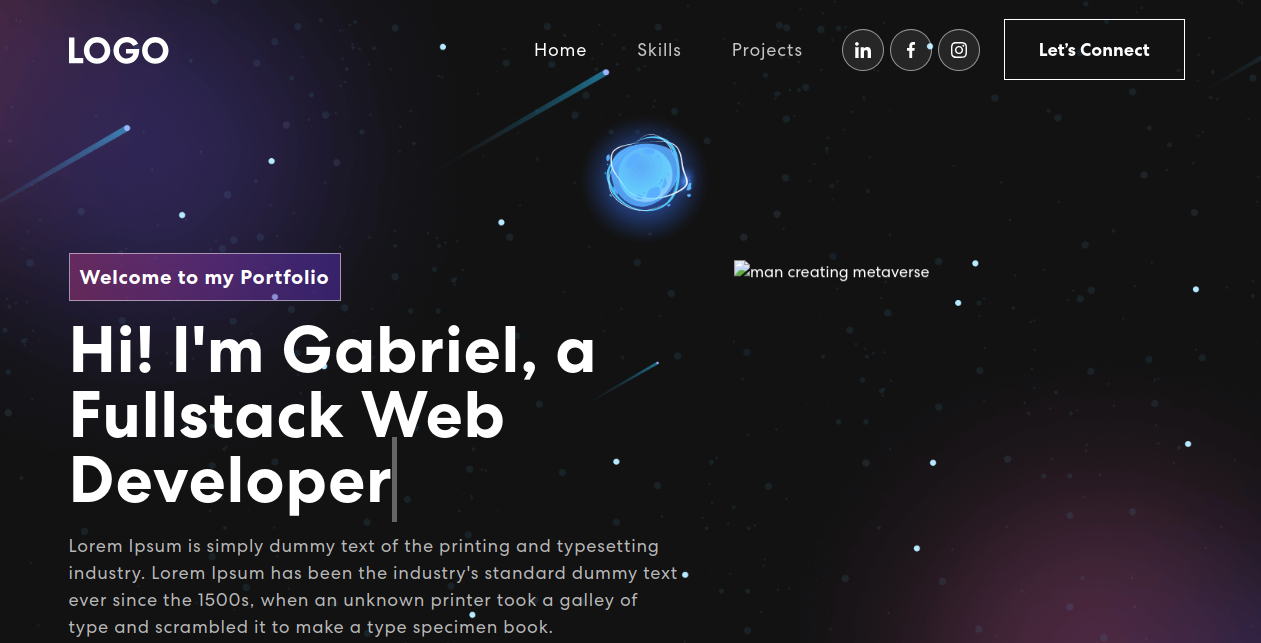 LOGO
Home
Skills
Projects
in
f
Let's Connect
Welcome to my Portfolio
man creating metaverse
Hi! I'm Gabriel, a
Fullstack Web
Developer
Lorem Ipsum is simply dummy text of the printing and typesetting
industry. Lorem Ipsum has been the industry's standard dummy text
ever since the 1500s, when an unknown printer took a galley of
type and scrambled it to make a type specimen book.